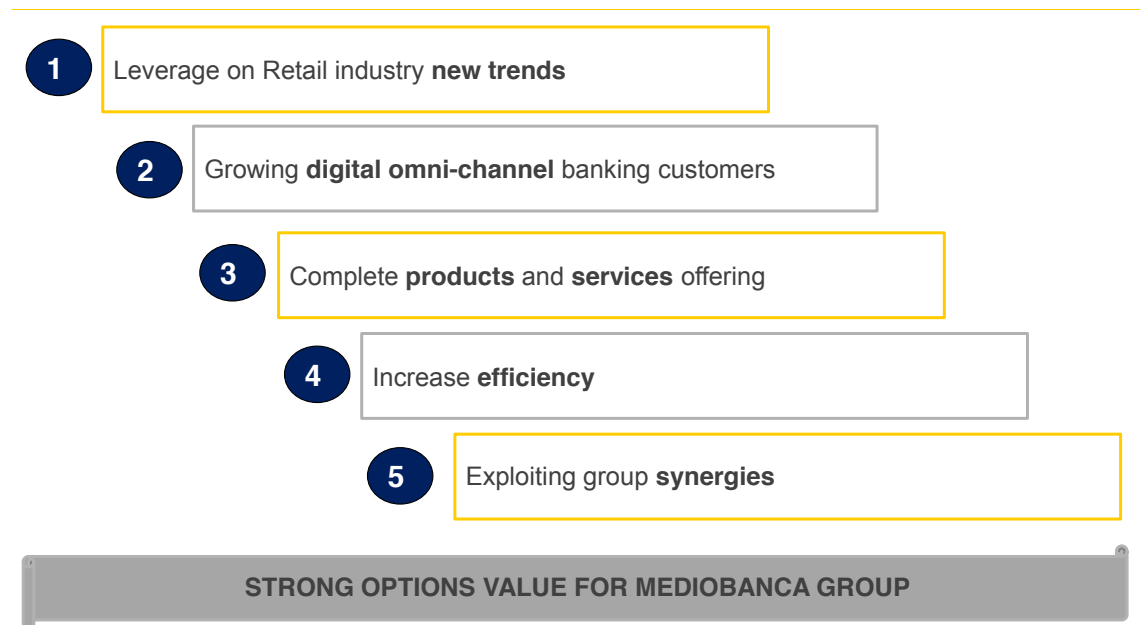 1
Leverage on Retail industry new trends
2
Growing digital omni-channel banking customers
3
Complete products and services offering
4
Increase efficiency
5
Exploiting group synergies
STRONG OPTIONS VALUE FOR MEDIOBANCA GROUP